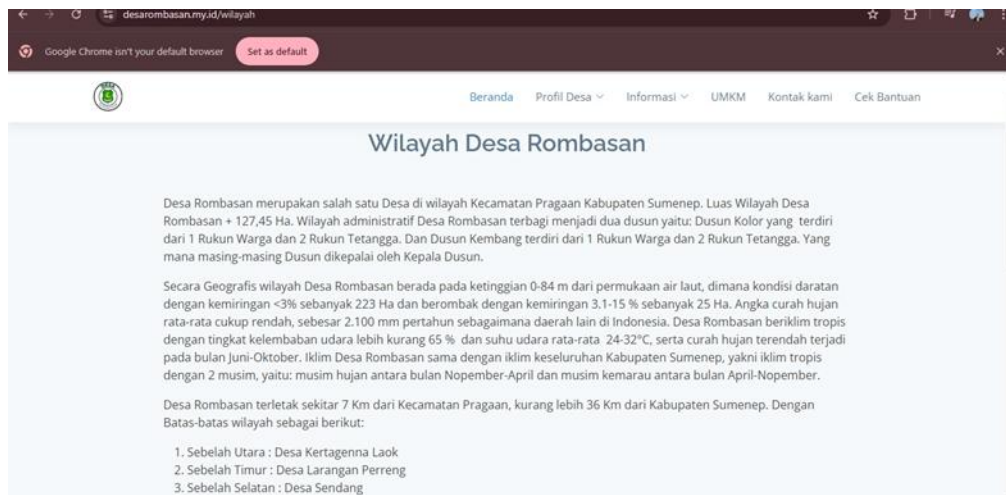 desarombasan.my.id/wilayah
Google Chrome isn't your default browser
Set as default
Beranda
Profil Desa
Informasi
UMKM
Kontak kami
Cek Bantuan
Wilayah Desa Rombasan
Desa Rombasan merupakan salah satu Desa di wilayah Kecamatan Pragaan Kabupaten Sumenep. Luas Wilayah Desa
Rombasan + 127,45 Ha. Wilayah administratif Desa Rombasan terbagi menjadi dua dusun yaitu: Dusun Kolor yang terdiri
dari 1 Rukun Warga dan 2 Rukun Tetangga. Dan Dusun Kembang terdiri dari 1 Rukun Warga dan 2 Rukun Tetangga. Yang
mana masing-masing Dusun dikepalai oleh Kepala Dusun.
Secara Geografis wilayah Desa Rombasan berada pada ketinggian 0-84 m dari permukaan air laut, dimana kondisi daratan
dengan kemiringan <3% sebanyak 223 Ha dan berombak dengan kemiringan 3.1-15 % sebanyak 25 Ha. Angka curah hujan
rata-rata cukup rendah, sebesar 2.100 mm pertahun sebagaimana daerah lain di Indonesia. Desa Rombasan beriklim tropis
dengan tingkat kelembaban udara lebih kurang 65 % dan suhu udara rata-rata 24-32°C, serta curah hujan terendah terjadi
pada bulan Juni-Oktober. Iklim Desa Rombasan sama dengan iklim keseluruhan Kabupaten Sumenep, yakni iklim tropis
dengan 2 musim, yaitu: musim hujan antara bulan Nopember-April dan musim kemarau antara bulan April-Nopember.
Desa Rombasan terletak sekitar 7 Km dari Kecamatan Pragaan, kurang lebih 36 Km dari Kabupaten Sumenep. Dengan
Batas-batas wilayah sebagai berikut:
1. Sebelah Utara : Desa Kertagenna Laok
2. Sebelah Timur : Desa Larangan Perreng
3. Sebelah Selatan : Desa Sendang